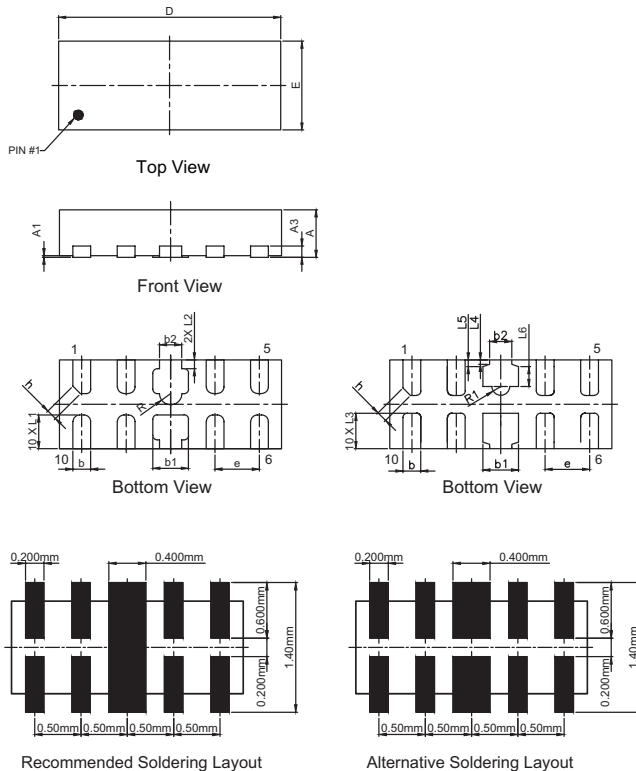 D
E
PIN #1
Top View
A1
A3
A
Front View
b2
2X L2
1
5
h
R
10 X L1
10
b
b1
e
6
Bottom View
L5
L4
b2
L6
1
5
h
R1
10 X L3
10
b
b1
e
6
Bottom View
0.200mm
0.400mm
0.600mm
0.200mm
1.40mm
0.50mm
0.50mm
0.50mm
0.50mm
Recommended Soldering Layout
0.200mm
0.400mm
0.600mm
0.200mm
1.40mm
0.50mm
0.50mm
0.50mm
0.50mm
Alternative Soldering Layout